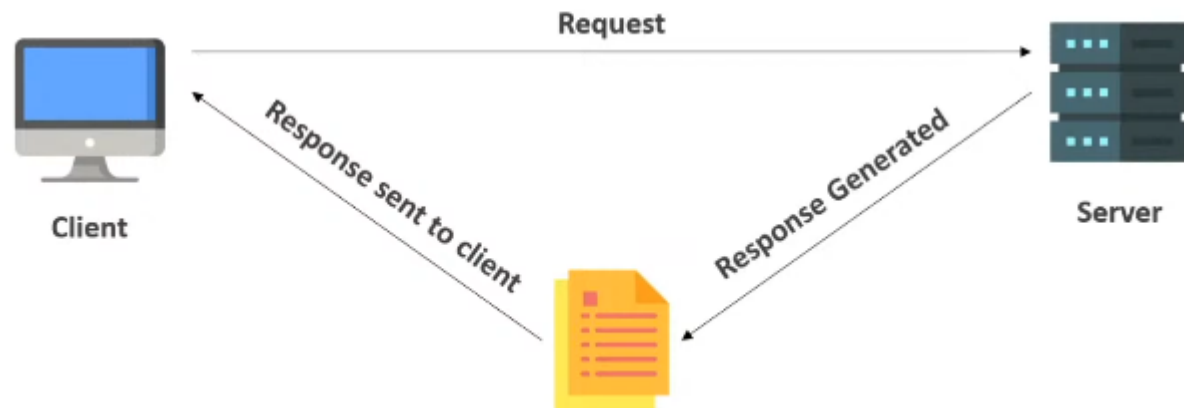 Request
Response sent to client
Response Generated
Client
Server